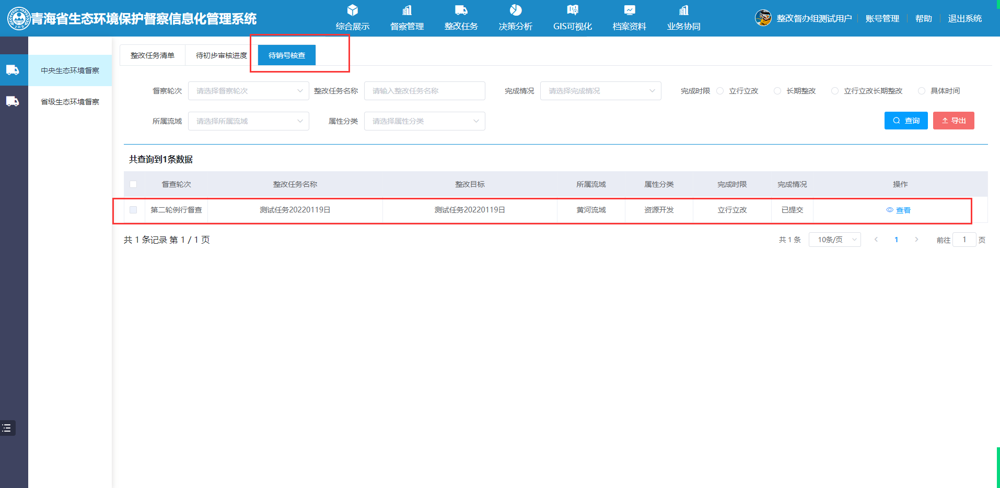 青海省生态环境保护督察信息化管理系统
综合展示
督察管理
整改任务
决策分析
GIS可视化
档案资料
业务协同
整改督办组测试用户
账号管理
帮助
退出系统
中央生态环境督察
省级生态环境督察
整改任务清单
待初步审核进度
待销号核查
督察轮次 请选择督察轮次
整改任务名称 请输入整改任务名称
完成情况 请选择完成情况
完成时限 立行立改 长期整改 立行立改长期整改 具体时间
所属流域 请选择所属流域
属性分类 请选择属性分类
查询
导出
共查询到1条数据
督查轮次 整改任务名称 整改目标 所属流域 属性分类 完成时限 完成情况 操作
第二轮例行督查 测试任务20220119日 测试任务20220119日 黄河流域 资源开发 立行立改 已提交 查看
共 1 条记录 第 1 / 1 页
共 1 条 10条/页 1 前往 1 页